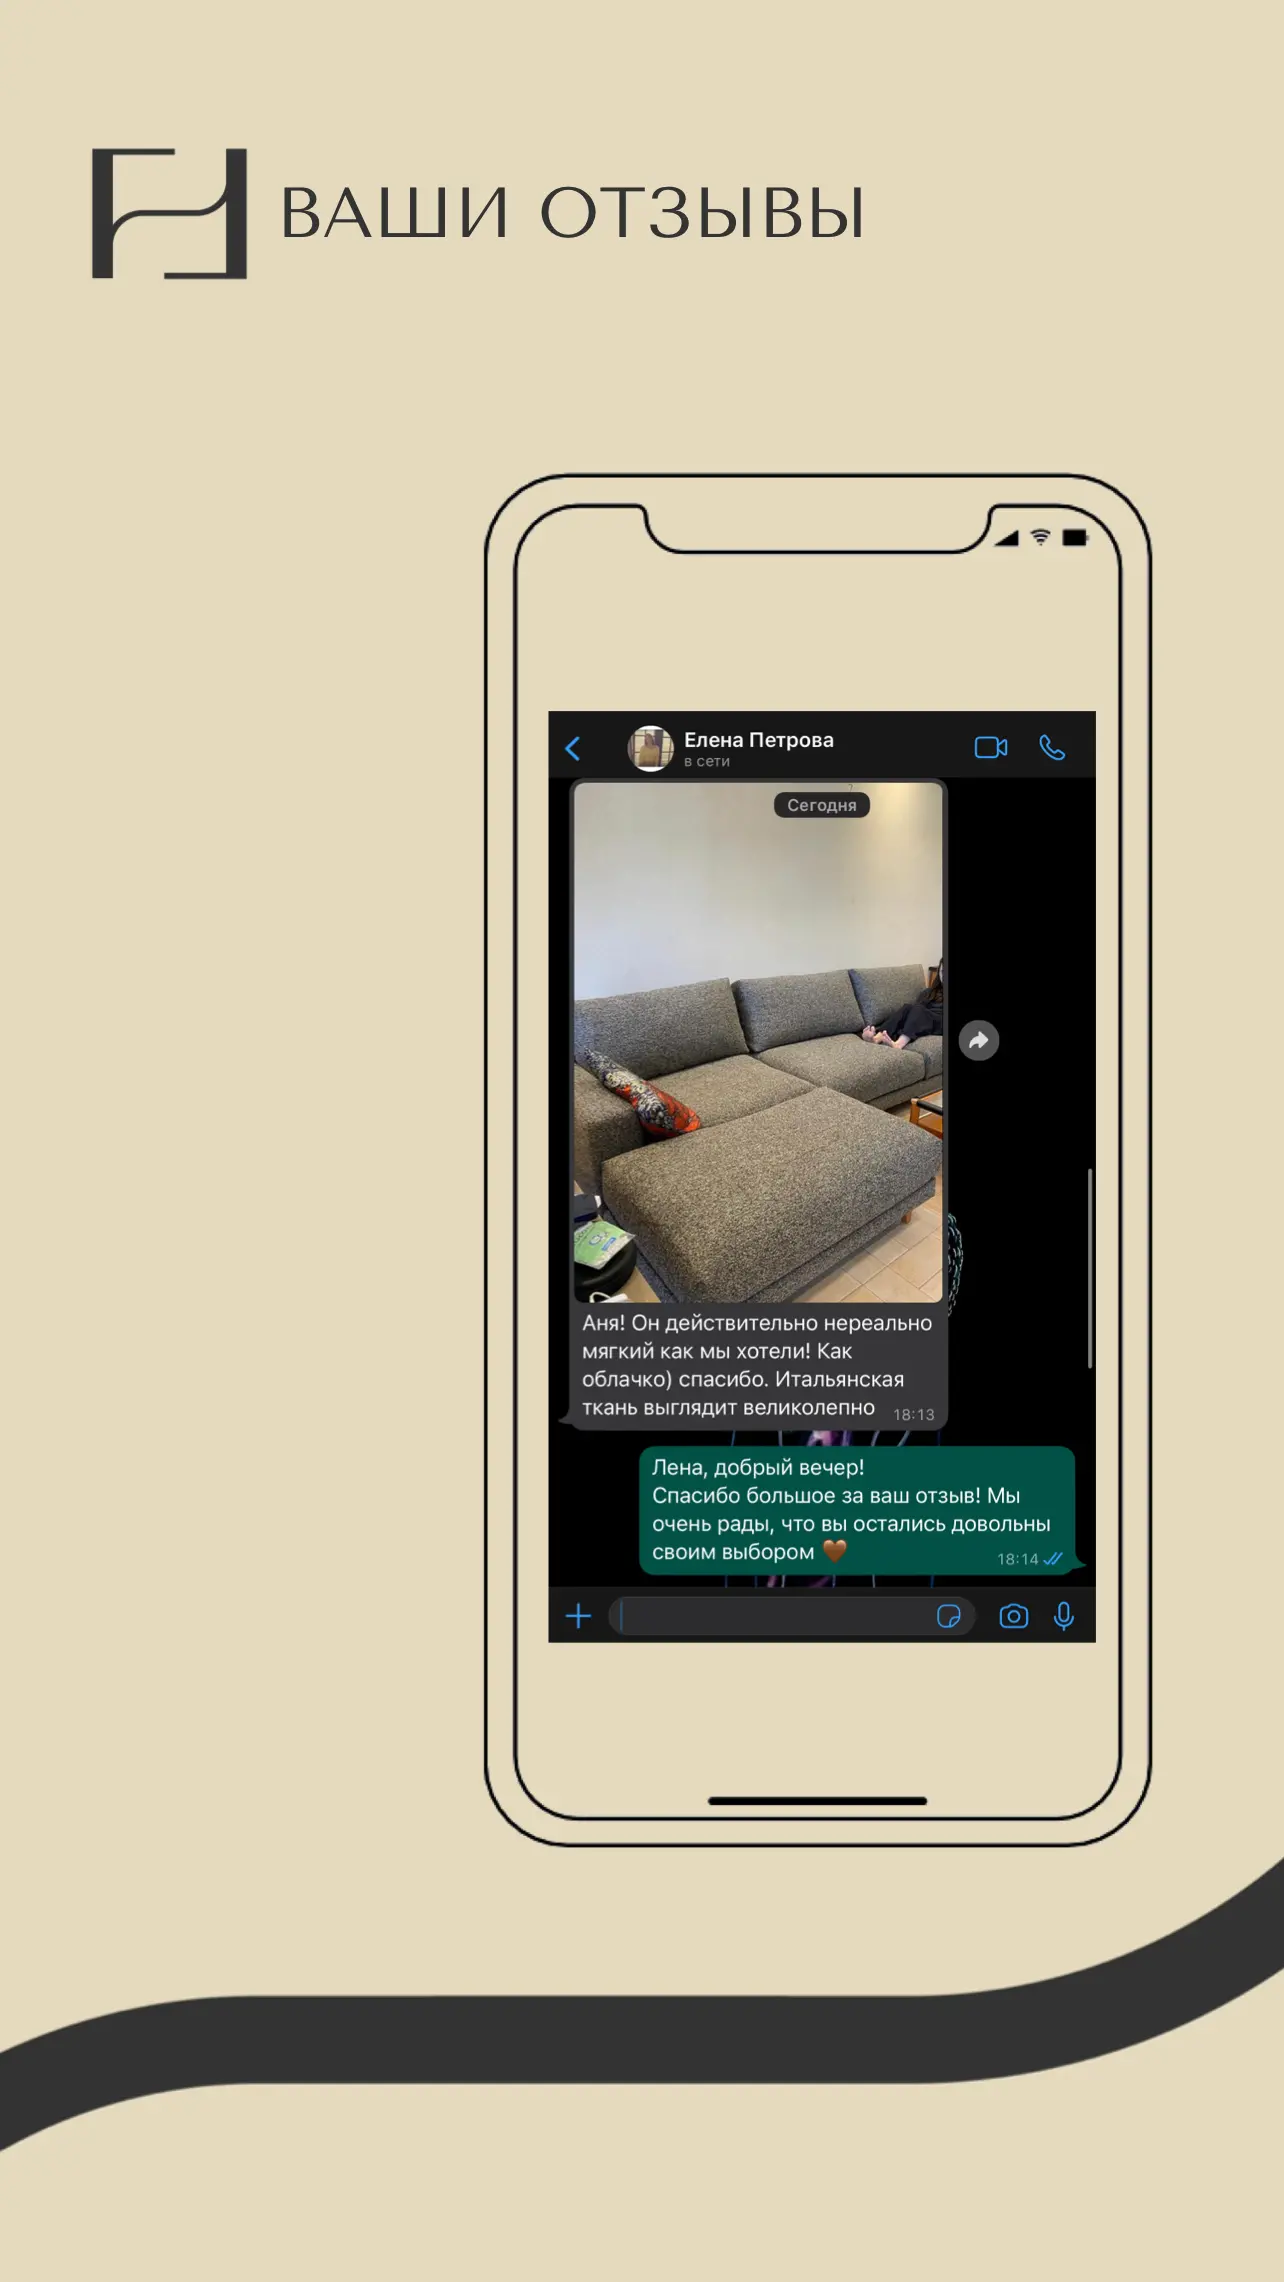 ВАШИ ОТЗЫВЫ
Елена Петрова
в сети
Сегодня
Аня! Он действительно нереально
мягкий как мы хотели! Как
облачко) спасибо. Итальянская
ткань выглядит великолепно 18:13
Лена, добрый вечер!
Спасибо большое за ваш отзыв! Мы
очень рады, что вы остались довольны
своим выбором 🤎 18:14